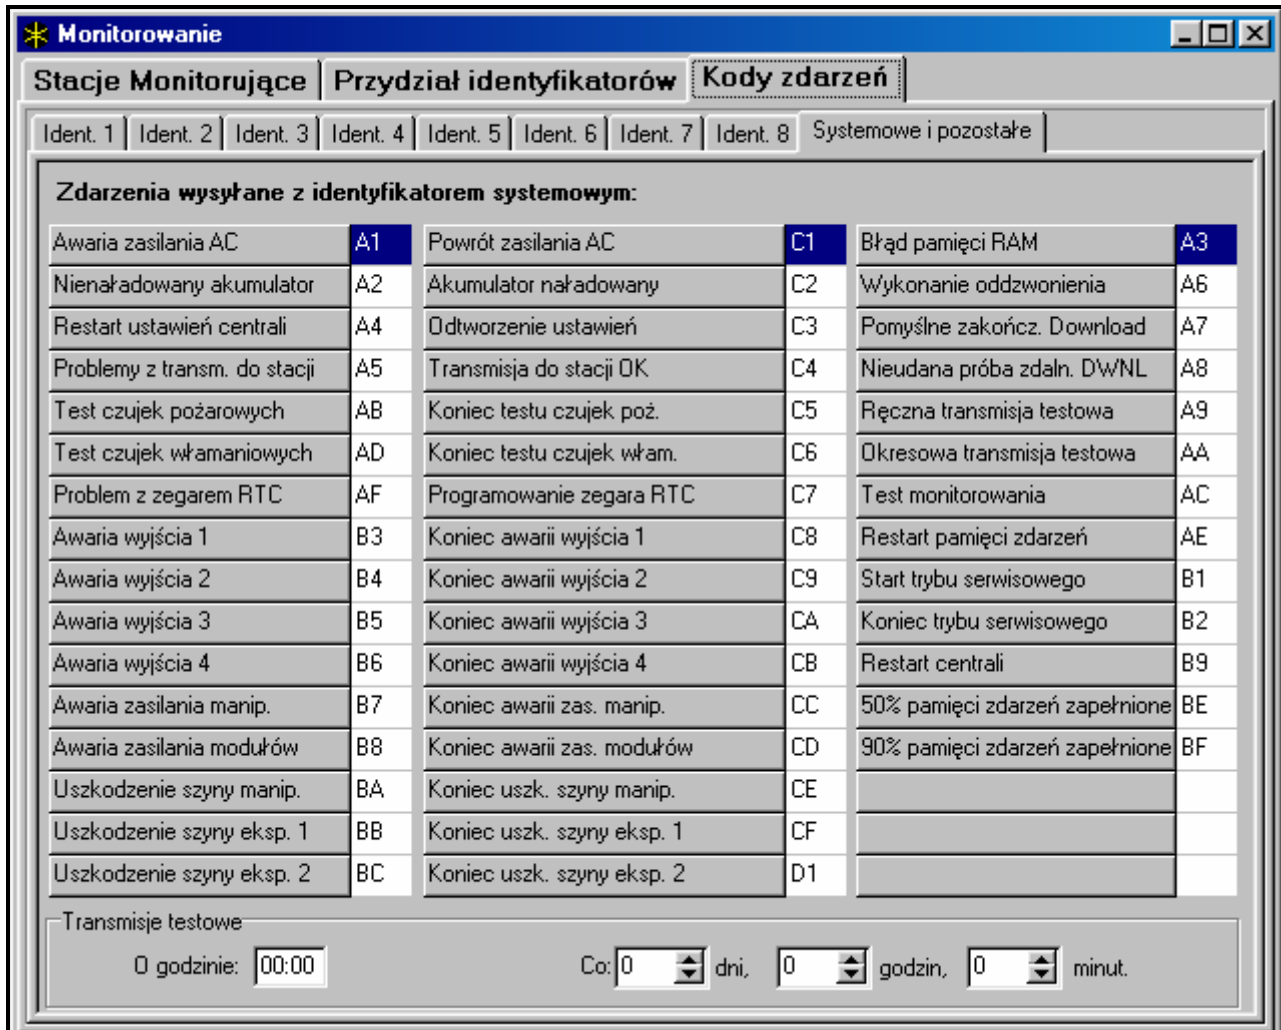 Monitorowanie
Stacje Monitorujące Przydział identyfikatorów Kody zdarzeń
Ident. 1 Ident. 2 Ident. 3 Ident. 4 Ident. 5 Ident. 6 Ident. 7 Ident. 8 Systemowe i pozostałe
Zdarzenia wysyłane z identyfikatorem systemowym:
Awaria zasilania AC A1 Powrót zasilania AC C1 Błąd pamięci RAM A3
Nienaładowany akumulator A2 Akumulator naładowany C2 Wykonanie oddzwonienia A6
Restart ustawień centrali A4 Odtworzenie ustawień C3 Pomyślne zakończ. Download A7
Problemy z transm. do stacji A5 Transmisja do stacji OK C4 Nieudana próba zdaln. DWNL A8
Test czujek pożarowych AB Koniec testu czujek poż. C5 Ręczna transmisja testowa A9
Test czujek włamaniowych AD Koniec testu czujek włam. C6 Okresowa transmisja testowa AA
Problem z zegarem RTC AF Programowanie zegara RTC C7 Test monitorowania AC
Awaria wyjścia 1 B3 Koniec awarii wyjścia 1 C8 Restart pamięci zdarzeń AE
Awaria wyjścia 2 B4 Koniec awarii wyjścia 2 C9 Start trybu serwisowego B1
Awaria wyjścia 3 B5 Koniec awarii wyjścia 3 CA Koniec trybu serwisowego B2
Awaria wyjścia 4 B6 Koniec awarii wyjścia 4 CB Restart centrali B9
Awaria zasilania manip. B7 Koniec awarii zas. manip. CC 50% pamięci zdarzeń zapełnione BE
Awaria zasilania modułów B8 Koniec awarii zas. modułów CD 90% pamięci zdarzeń zapełnione BF
Uszkodzenie szyny manip. BA Koniec uszk. szyny manip. CE
Uszkodzenie szyny eksp. 1 BB Koniec uszk. szyny eksp. 1 CF
Uszkodzenie szyny eksp. 2 BC Koniec uszk. szyny eksp. 2 D1
Transmisje testowe
O godzinie: 00:00 Co: 0 dni, 0 godzin, 0 minut.